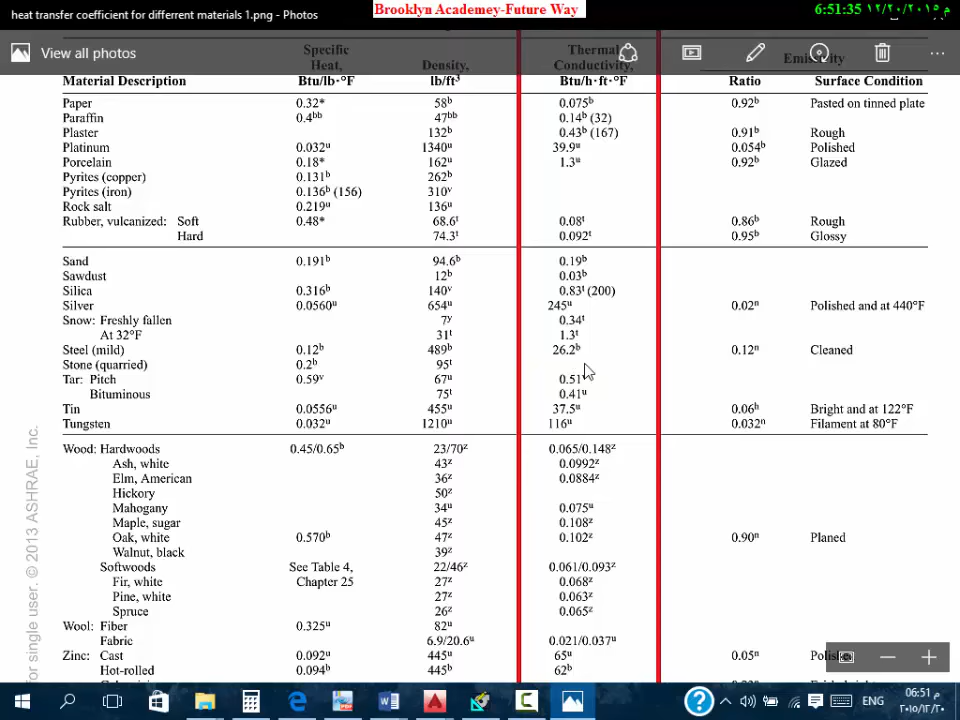 heat transfer coefficient for differrent materials 1.png - Photos
Brooklyn Academey-Future Way
6:51:35 ١٢/٢٠/٢٠١٥ م
View all photos
Specific Thermal
Heat, Density, Conductivity, Emissivity
Material Description Btu/lb·°F lb/ft³ Btu/h·ft·°F Ratio Surface Condition
Paper 0.32* 58ᵇ 0.075ᵇ 0.92ᵇ Pasted on tinned plate
Paraffin 0.4ᵇᵇ 47ᵇᵇ 0.14ᵇ (32)
Plaster 132ᵇ 0.43ᵇ (167) 0.91ᵇ Rough
Platinum 0.032ᵘ 1340ᵘ 39.9ᵘ 0.054ᵇ Polished
Porcelain 0.18* 162ᵘ 1.3ᵘ 0.92ᵇ Glazed
Pyrites (copper) 0.131ᵇ 262ᵇ
Pyrites (iron) 0.136ᵇ (156) 310ᵛ
Rock salt 0.219ᵘ 136ᵘ
Rubber, vulcanized: Soft 0.48* 68.6ᵗ 0.08ᵗ 0.86ᵇ Rough
Hard 74.3ᵗ 0.092ᵗ 0.95ᵇ Glossy
Sand 0.191ᵇ 94.6ᵇ 0.19ᵇ
Sawdust 12ᵇ 0.03ᵇ
Silica 0.316ᵇ 140ᵛ 0.83ᵗ (200)
Silver 0.0560ᵘ 654ᵘ 245ᵘ 0.02ⁿ Polished and at 440°F
Snow: Freshly fallen 7ʸ 0.34ᵗ
At 32°F 31ᵗ 1.3ᵗ
Steel (mild) 0.12ᵇ 489ᵇ 26.2ᵇ 0.12ⁿ Cleaned
Stone (quarried) 0.2ᵇ 95ᵗ
Tar: Pitch 0.59ᵛ 67ᵘ 0.51
Bituminous 75ᵗ 0.41ᵘ
Tin 0.0556ᵘ 455ᵘ 37.5ᵘ 0.06ʰ Bright and at 122°F
Tungsten 0.032ᵘ 1210ᵘ 116ᵘ 0.032ⁿ Filament at 80°F
Wood: Hardwoods 0.45/0.65ᵇ 23/70ᶻ 0.065/0.148ᶻ
Ash, white 43ᶻ 0.0992ᶻ
Elm, American 36ᶻ 0.0884ᶻ
Hickory 50ᶻ
Mahogany 34ᵘ 0.075ᵘ
Maple, sugar 45ᶻ 0.108ᶻ
Oak, white 0.570ᵇ 47ᶻ 0.102ᶻ 0.90ⁿ Planed
Walnut, black 39ᶻ
Softwoods See Table 4, 22/46ᶻ 0.061/0.093ᶻ
Fir, white Chapter 25 27ᶻ 0.068ᶻ
Pine, white 27ᶻ 0.063ᶻ
Spruce 26ᶻ 0.065ᶻ
Wool: Fiber 0.325ᵘ 82ᵘ
Fabric 6.9/20.6ᵘ 0.021/0.037ᵘ
Zinc: Cast 0.092ᵘ 445ᵘ 65ᵘ 0.05ⁿ
Hot-rolled 0.094ᵇ 445ᵇ 62ᵇ
for single user. © 2013 ASHRAE, Inc.
ENG
06:51 م
٢٠١٥/١٢/٢٠